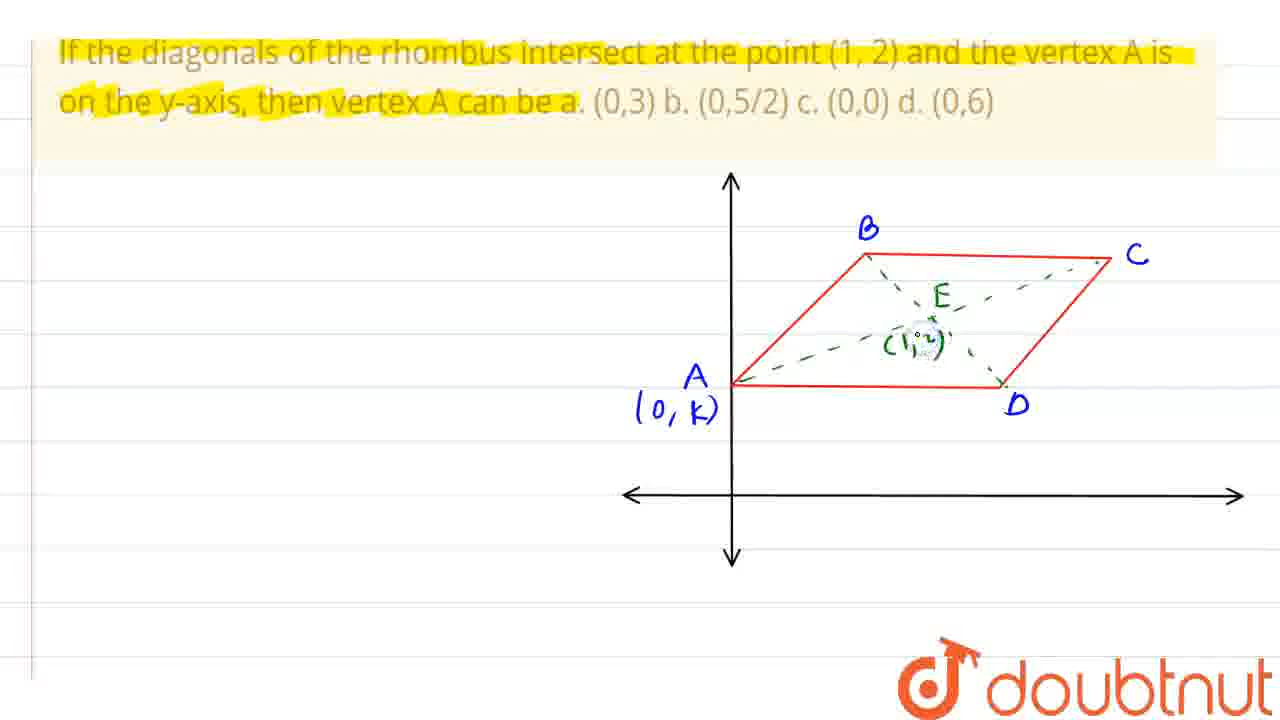 If the diagonals of the rhombus intersect at the point (1, 2) and the vertex A is
on the y-axis, then vertex A can be a. (0,3) b. (0,5/2) c. (0,0) d. (0,6)
B
C
E
(1,2)
A
(0, k)
D
doubtnut